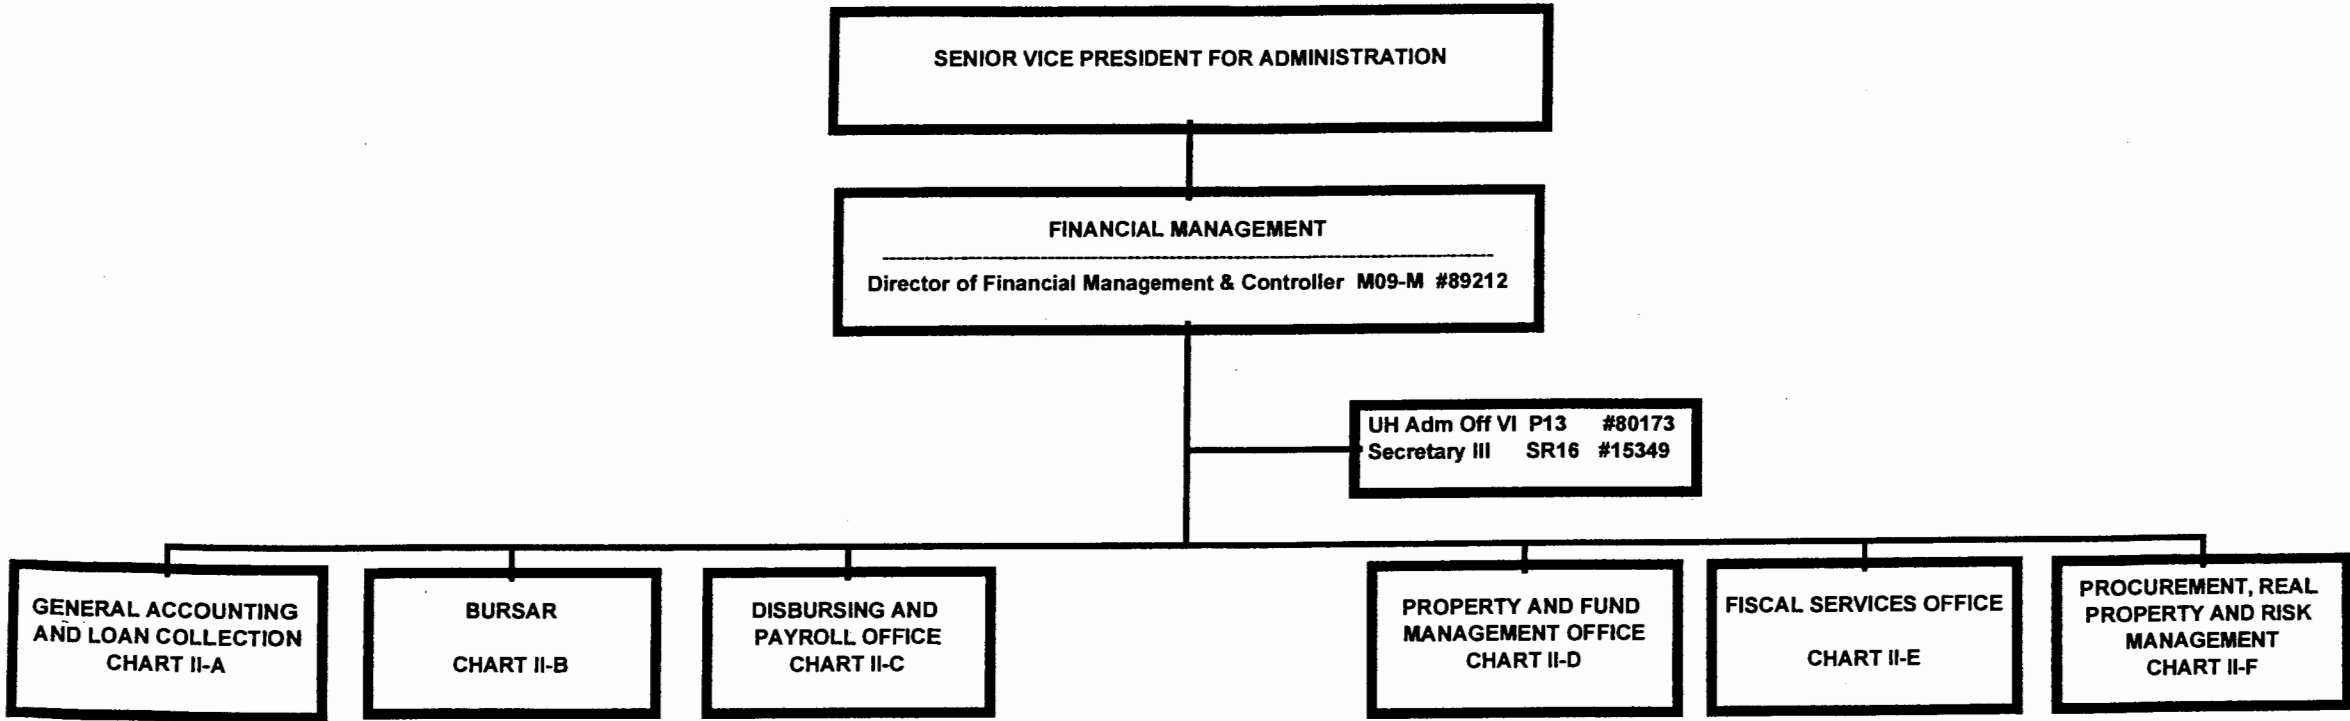 SENIOR VICE PRESIDENT FOR ADMINISTRATION
FINANCIAL MANAGEMENT
Director of Financial Management & Controller M09-M #89212
UH Adm Off VI P13 #80173
Secretary III SR16 #15349
GENERAL ACCOUNTING
AND LOAN COLLECTION
CHART II-A
BURSAR
CHART II-B
DISBURSING AND
PAYROLL OFFICE
CHART II-C
PROPERTY AND FUND
MANAGEMENT OFFICE
CHART II-D
FISCAL SERVICES OFFICE
CHART II-E
PROCUREMENT, REAL
PROPERTY AND RISK
MANAGEMENT
CHART II-F